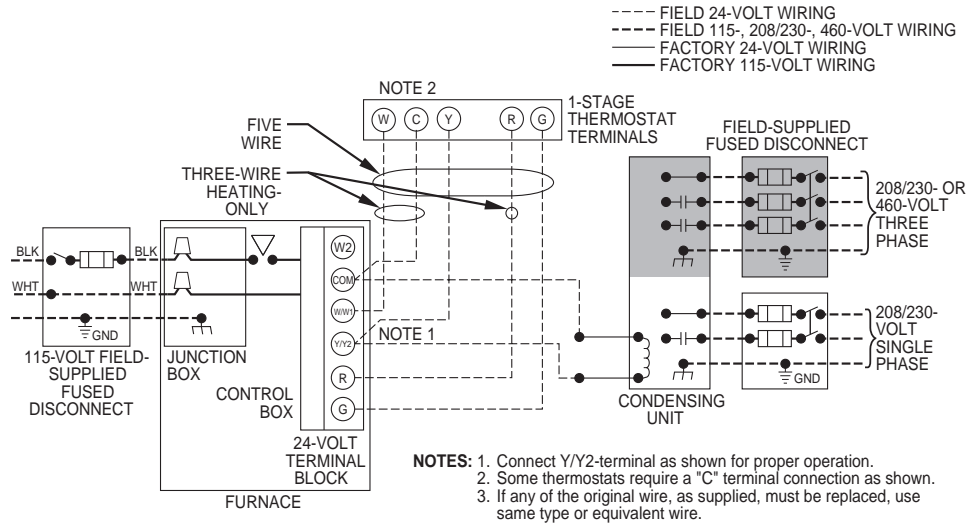 FIELD 24-VOLT WIRING
FIELD 115-, 208/230-, 460-VOLT WIRING
FACTORY 24-VOLT WIRING
FACTORY 115-VOLT WIRING
NOTE 2
W C Y R G
1-STAGE
THERMOSTAT
TERMINALS
FIVE
WIRE
THREE-WIRE
HEATING-
ONLY
FIELD-SUPPLIED
FUSED DISCONNECT
208/230- OR
460-VOLT
THREE
PHASE
BLK
BLK
WHT
WHT
GND
115-VOLT FIELD-
SUPPLIED
FUSED
DISCONNECT
JUNCTION
BOX
CONTROL
BOX
W2
COM
W/W1
Y/Y2
R
G
NOTE 1
24-VOLT
TERMINAL
BLOCK
FURNACE
208/230-
VOLT
SINGLE
PHASE
GND
CONDENSING
UNIT
NOTES: 1. Connect Y/Y2-terminal as shown for proper operation.
2. Some thermostats require a "C" terminal connection as shown.
3. If any of the original wire, as supplied, must be replaced, use
same type or equivalent wire.